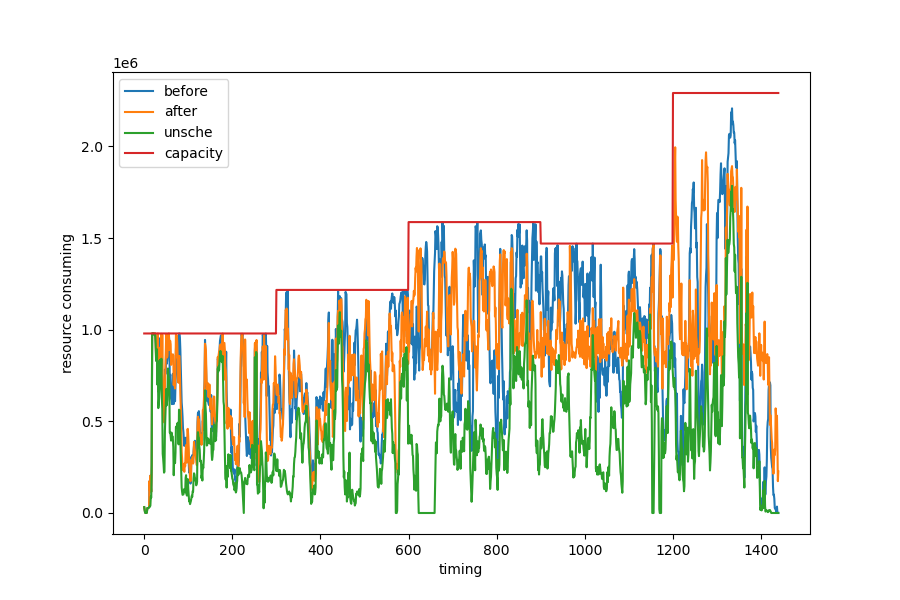 1e6
before
after
unsche
capacity
2.0
1.5
1.0
0.5
0.0
resource consuming
0 200 400 600 800 1000 1200 1400
timing